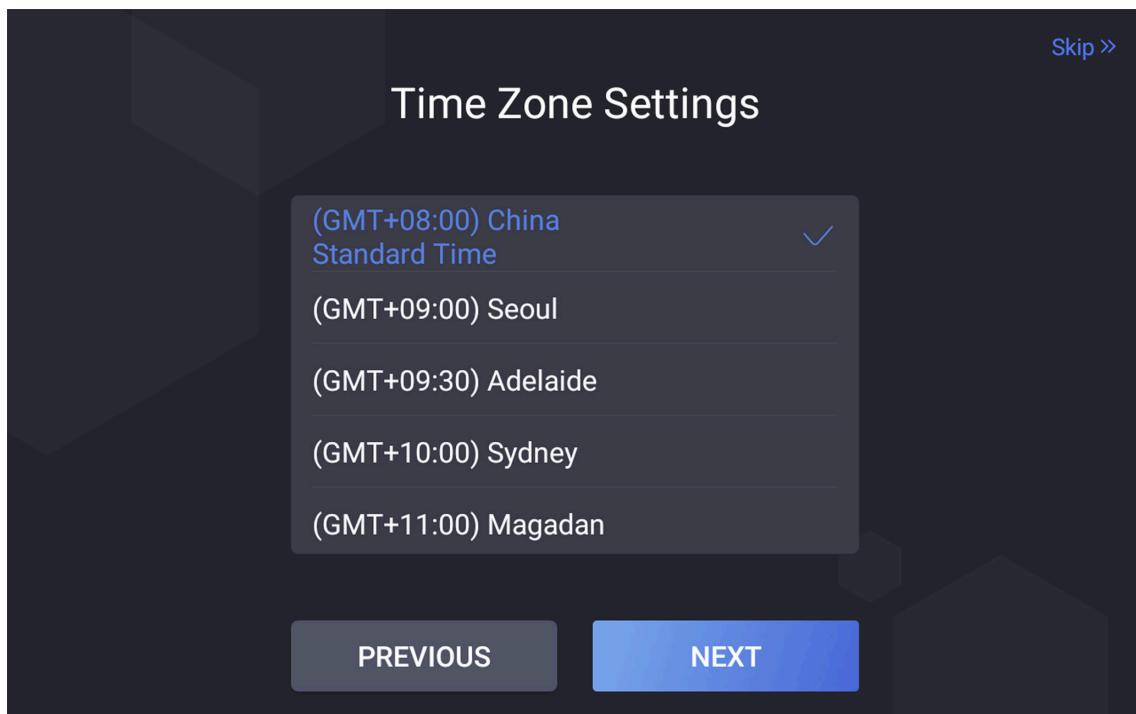 Skip »
Time Zone Settings
(GMT+08:00) China
Standard Time
(GMT+09:00) Seoul
(GMT+09:30) Adelaide
(GMT+10:00) Sydney
(GMT+11:00) Magadan
PREVIOUS
NEXT